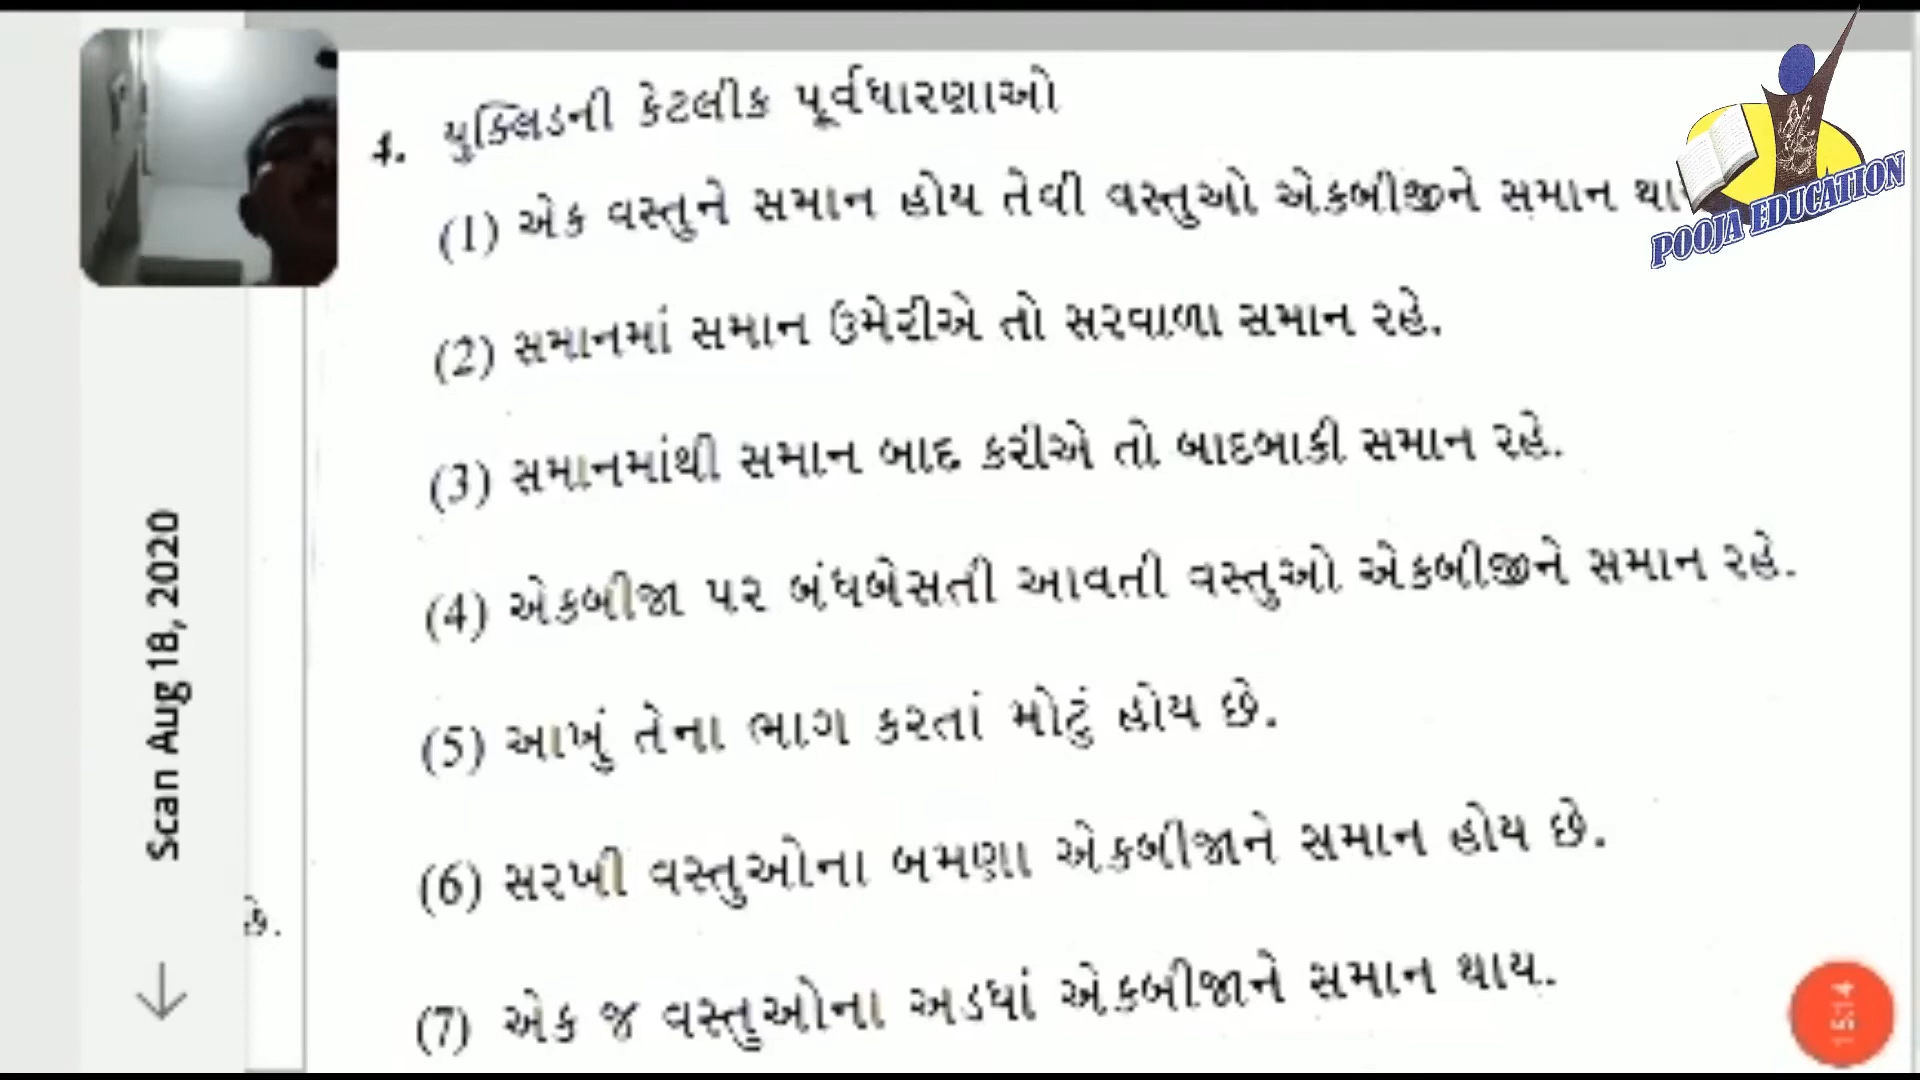 4. યુક્લિડની કેટલીક પૂર્વધારણાઓ
(1) એક વસ્તુને સમાન હોય તેવી વસ્તુઓ એકબીજીને સમાન
(2) સમાનમાં સમાન ઉમેરીએ તો સરવાળા સમાન રહે.
(3) સમાનમાંથી સમાન બાદ કરીએ તો બાદબાકી સમાન રહે.
(4) એકબીજા પર બંધબેસતી આવતી વસ્તુઓ એકબીજીને સમાન રહે.
(5) આખું તેના ભાગ કરતાં મોટું હોય છે.
(6) સરખી વસ્તુઓના બમણા એકબીજાને સમાન હોય છે.
(7) એક જ વસ્તુઓના અડધાં એકબીજાને સમાન થાય.
POOJA EDUCATION
Scan Aug 18, 2020
છે.
15:14